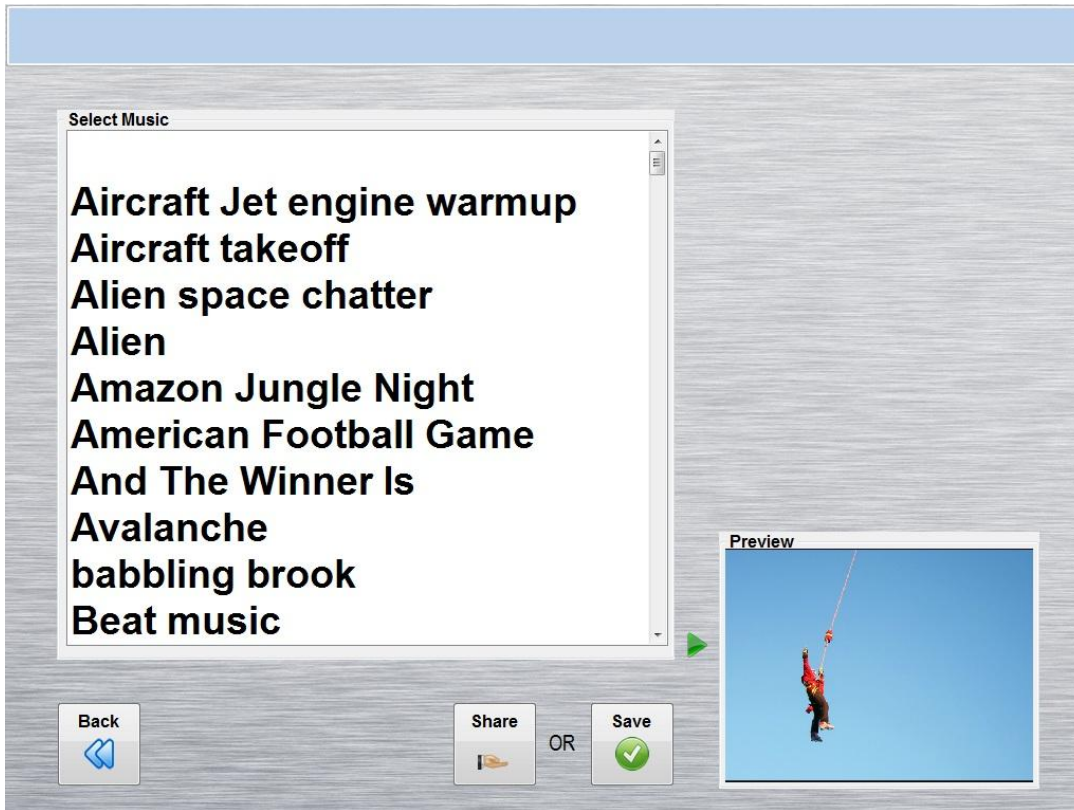 Select Music
Aircraft Jet engine warmup
Aircraft takeoff
Alien space chatter
Alien
Amazon Jungle Night
American Football Game
And The Winner Is
Avalanche
babbling brook
Beat music
Preview
Back
Share
OR
Save